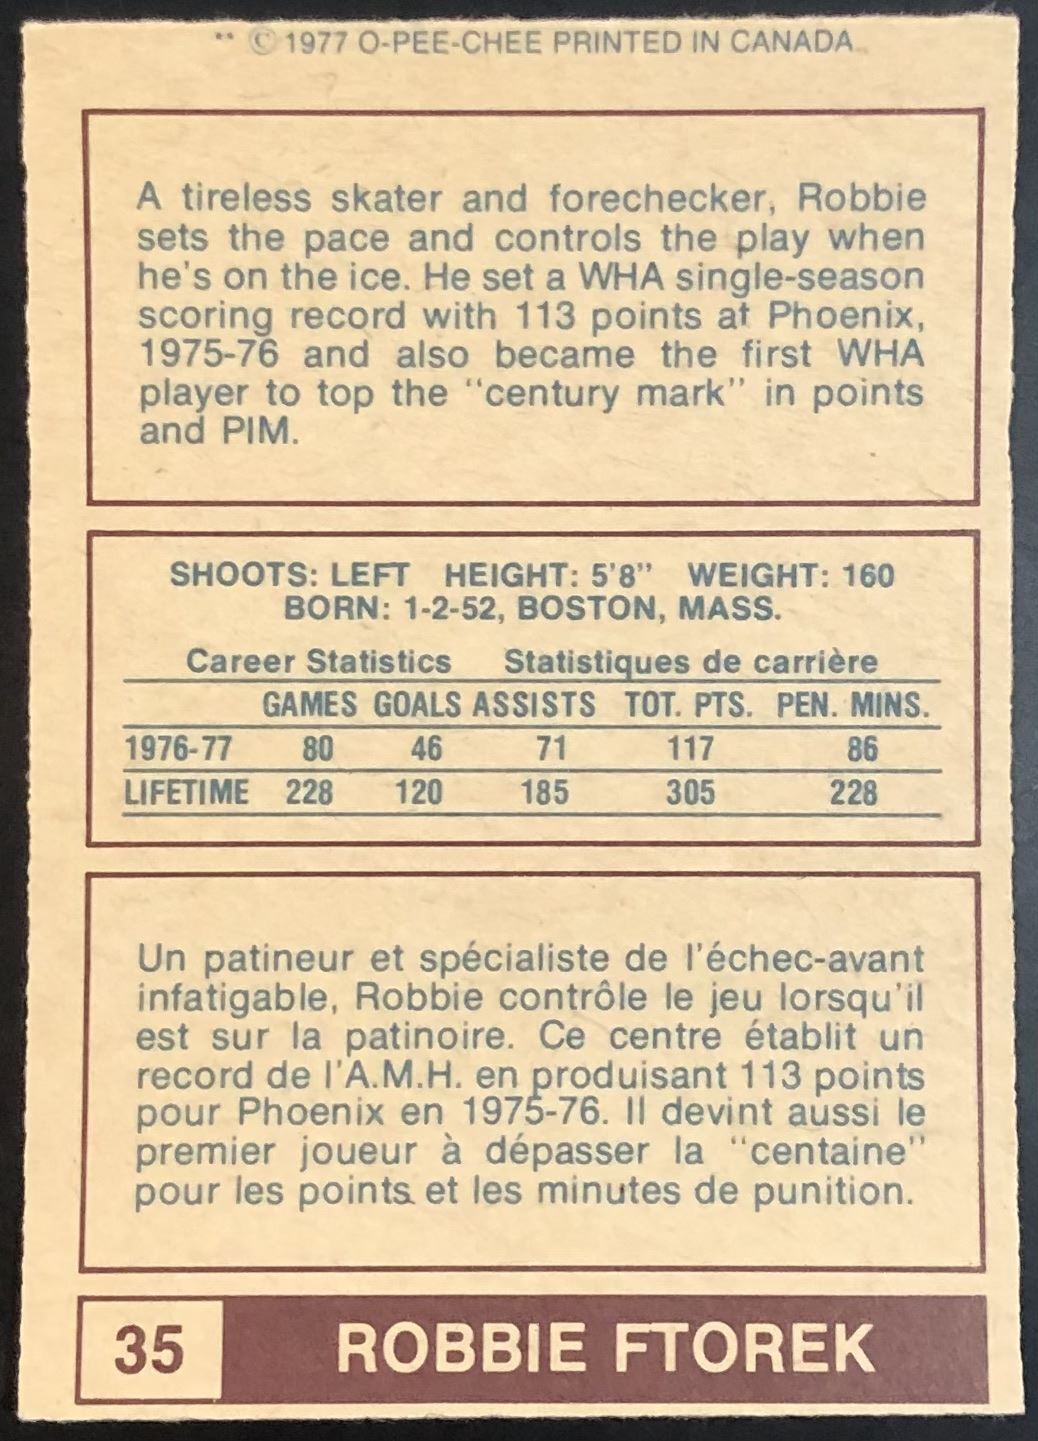 ** © 1977 O-PEE-CHEE PRINTED IN CANADA
A tireless skater and forechecker, Robbie
sets the pace and controls the play when
he's on the ice. He set a WHA single-season
scoring record with 113 points at Phoenix,
1975-76 and also became the first WHA
player to top the "century mark" in points
and PIM.
SHOOTS: LEFT HEIGHT: 5'8" WEIGHT: 160
BORN: 1-2-52, BOSTON, MASS.
Career Statistics Statistiques de carrière
GAMES GOALS ASSISTS TOT. PTS. PEN. MINS.
1976-77 80 46 71 117 86
LIFETIME 228 120 185 305 228
Un patineur et spécialiste de l'échec-avant
infatigable, Robbie contrôle le jeu lorsqu'il
est sur la patinoire. Ce centre établit un
record de l'A.M.H. en produisant 113 points
pour Phoenix en 1975-76. Il devint aussi le
premier joueur à dépasser la "centaine"
pour les points et les minutes de punition.
35 ROBBIE FTOREK